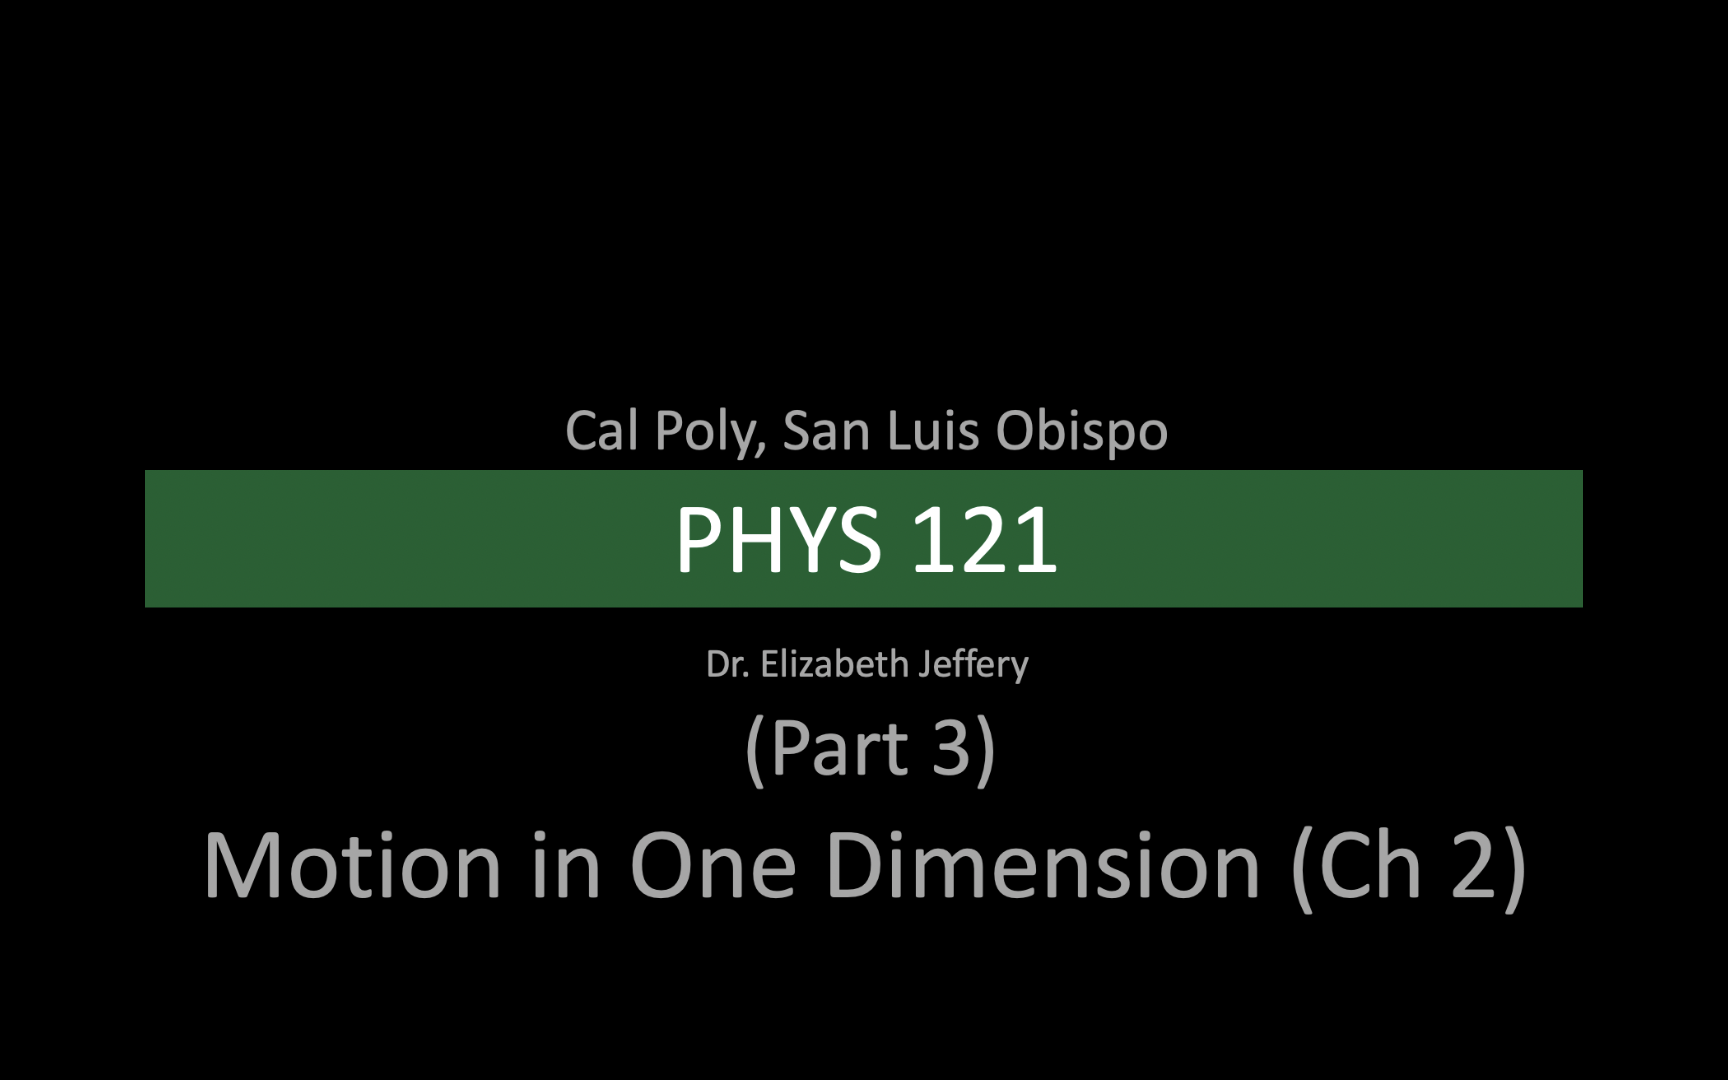 Cal Poly, San Luis Obispo
PHYS 121
Dr. Elizabeth Jeffery
(Part 3)
Motion in One Dimension (Ch 2)